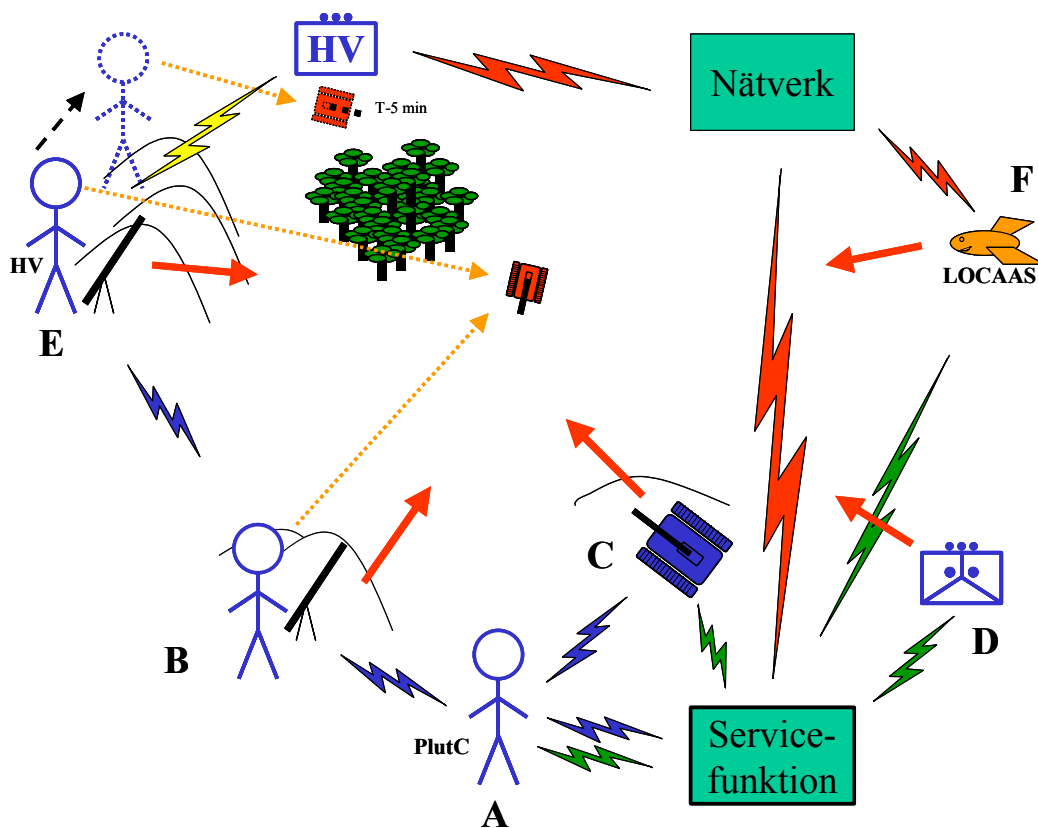 HV
Nätverk
T-5 min
F
HV
LOCAAS
E
C
B
D
PlutC
Service-
funktion
A